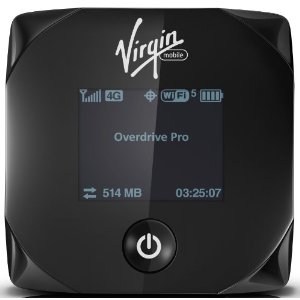 Virgin
mobile
4G WiFi 5
Overdrive Pro
514 MB 03:25:07